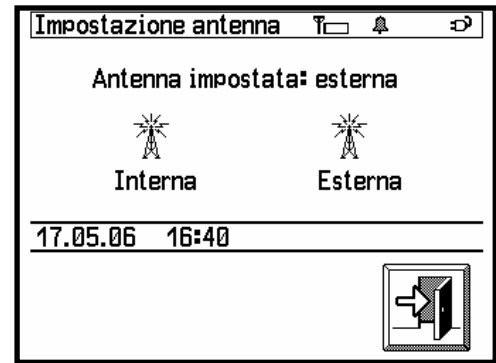 Impostazione antenna
Antenna impostata: esterna
Interna Esterna
17.05.06 16:40